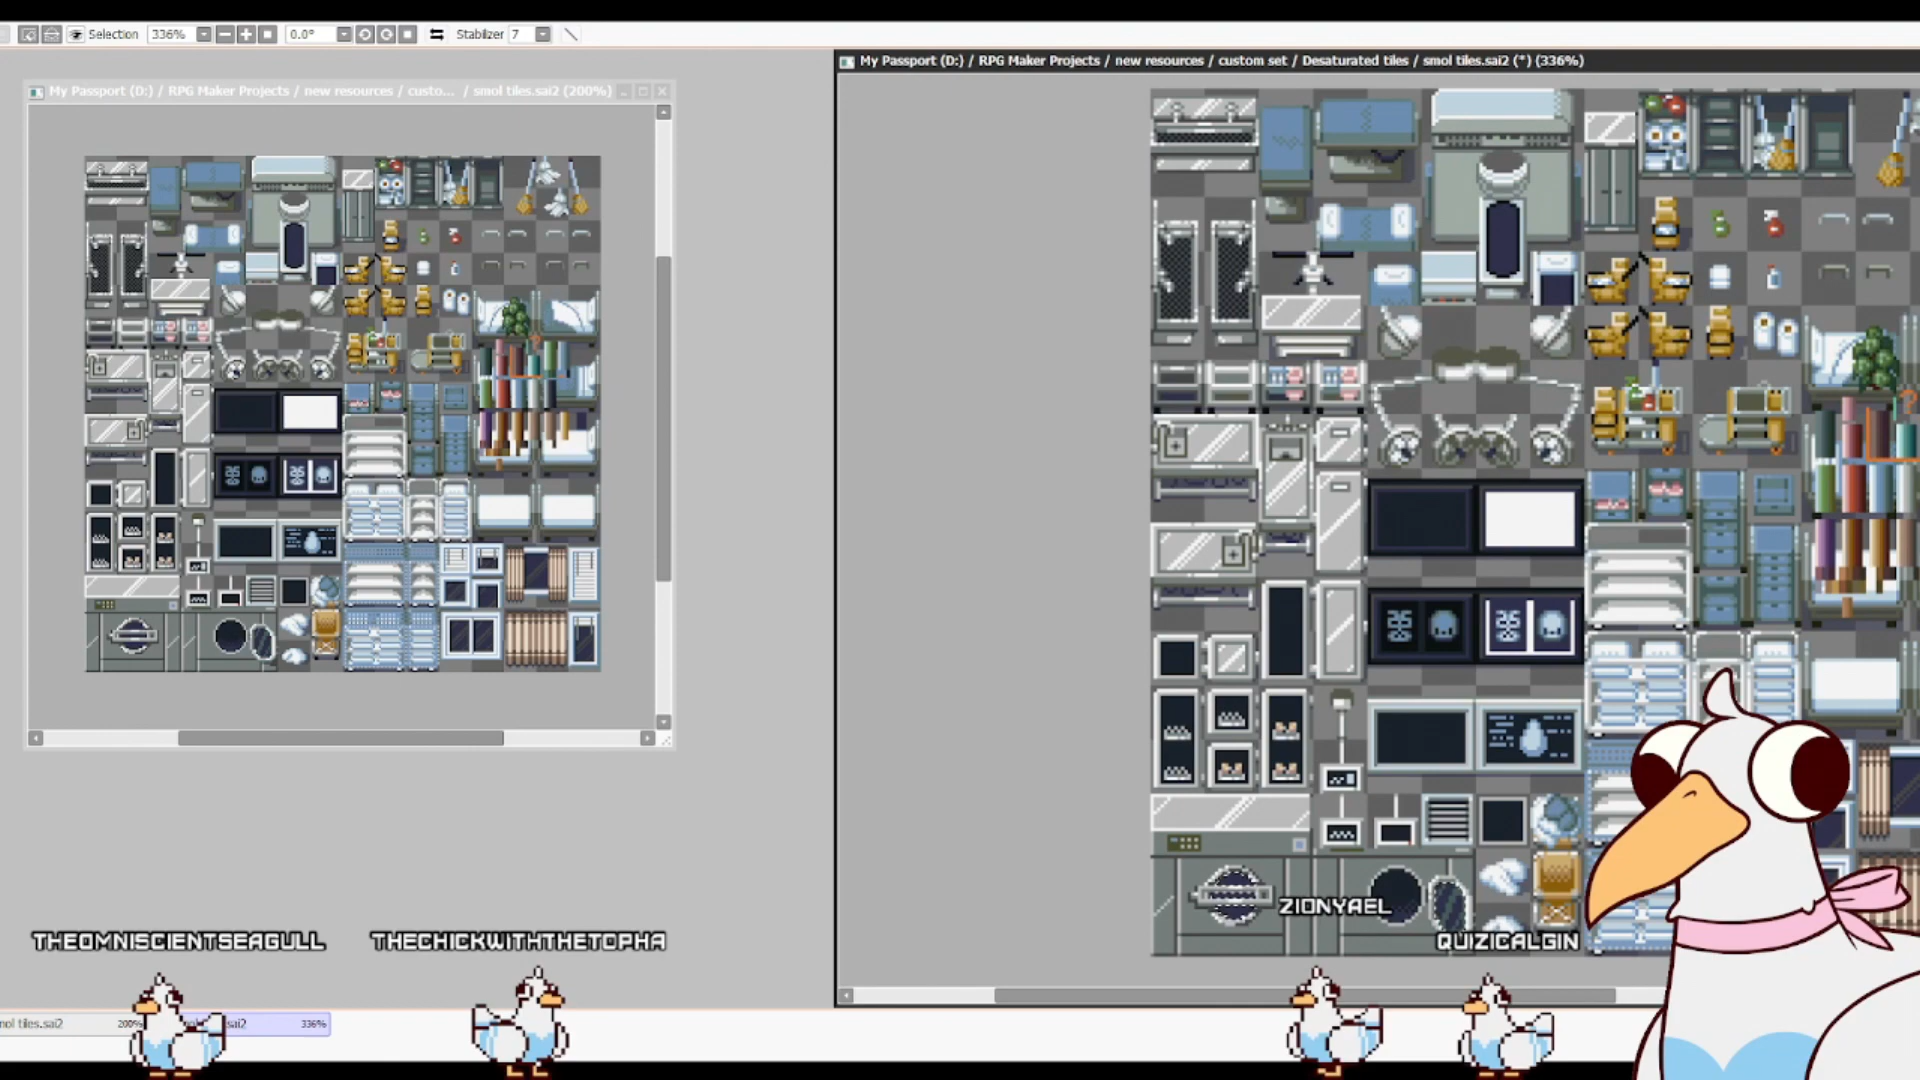 Selection 336% 0.0° Stabilizer 7
My Passport (D:) / RPG Maker Projects / new resources / custom set / Desaturated tiles / smol tiles.sai2 (*) (336%)
My Passport (D:) / RPG Maker Projects / new resources / custo... / smol tiles.sai2 (200%)
ZIONYAEL
QUIZICALGIN
THEOMNISCIENTSEAGULL THECHICKWITHTHETOPHA
tiles.sai2 200% sai2 336%